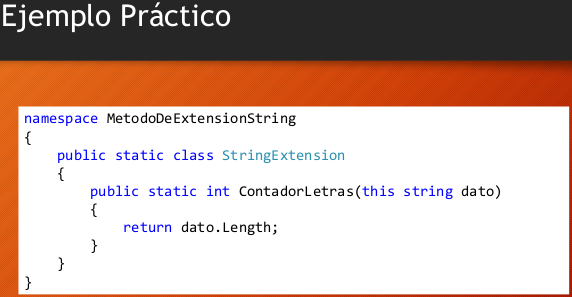 Ejemplo Práctico
namespace MetodoDeExtensionString
{
    public static class StringExtension
    {
        public static int ContadorLetras(this string dato)
        {
            return dato.Length;
        }
    }
}